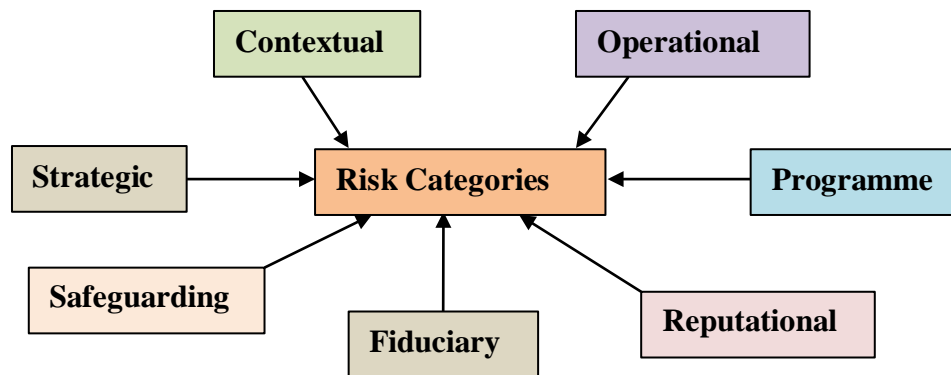 Contextual
Operational
Strategic
Risk Categories
Programme
Safeguarding
Fiduciary
Reputational